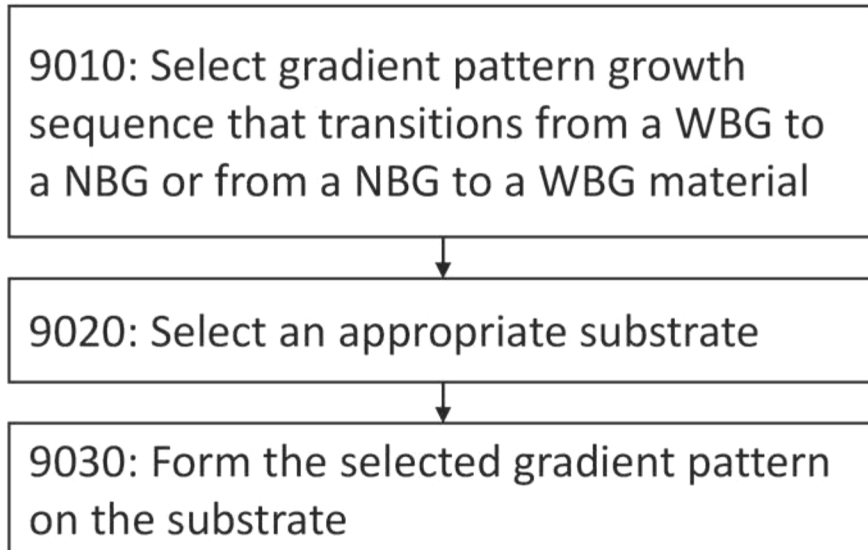 9010: Select gradient pattern growth
sequence that transitions from a WBG to
a NBG or from a NBG to a WBG material
9020: Select an appropriate substrate
9030: Form the selected gradient pattern
on the substrate